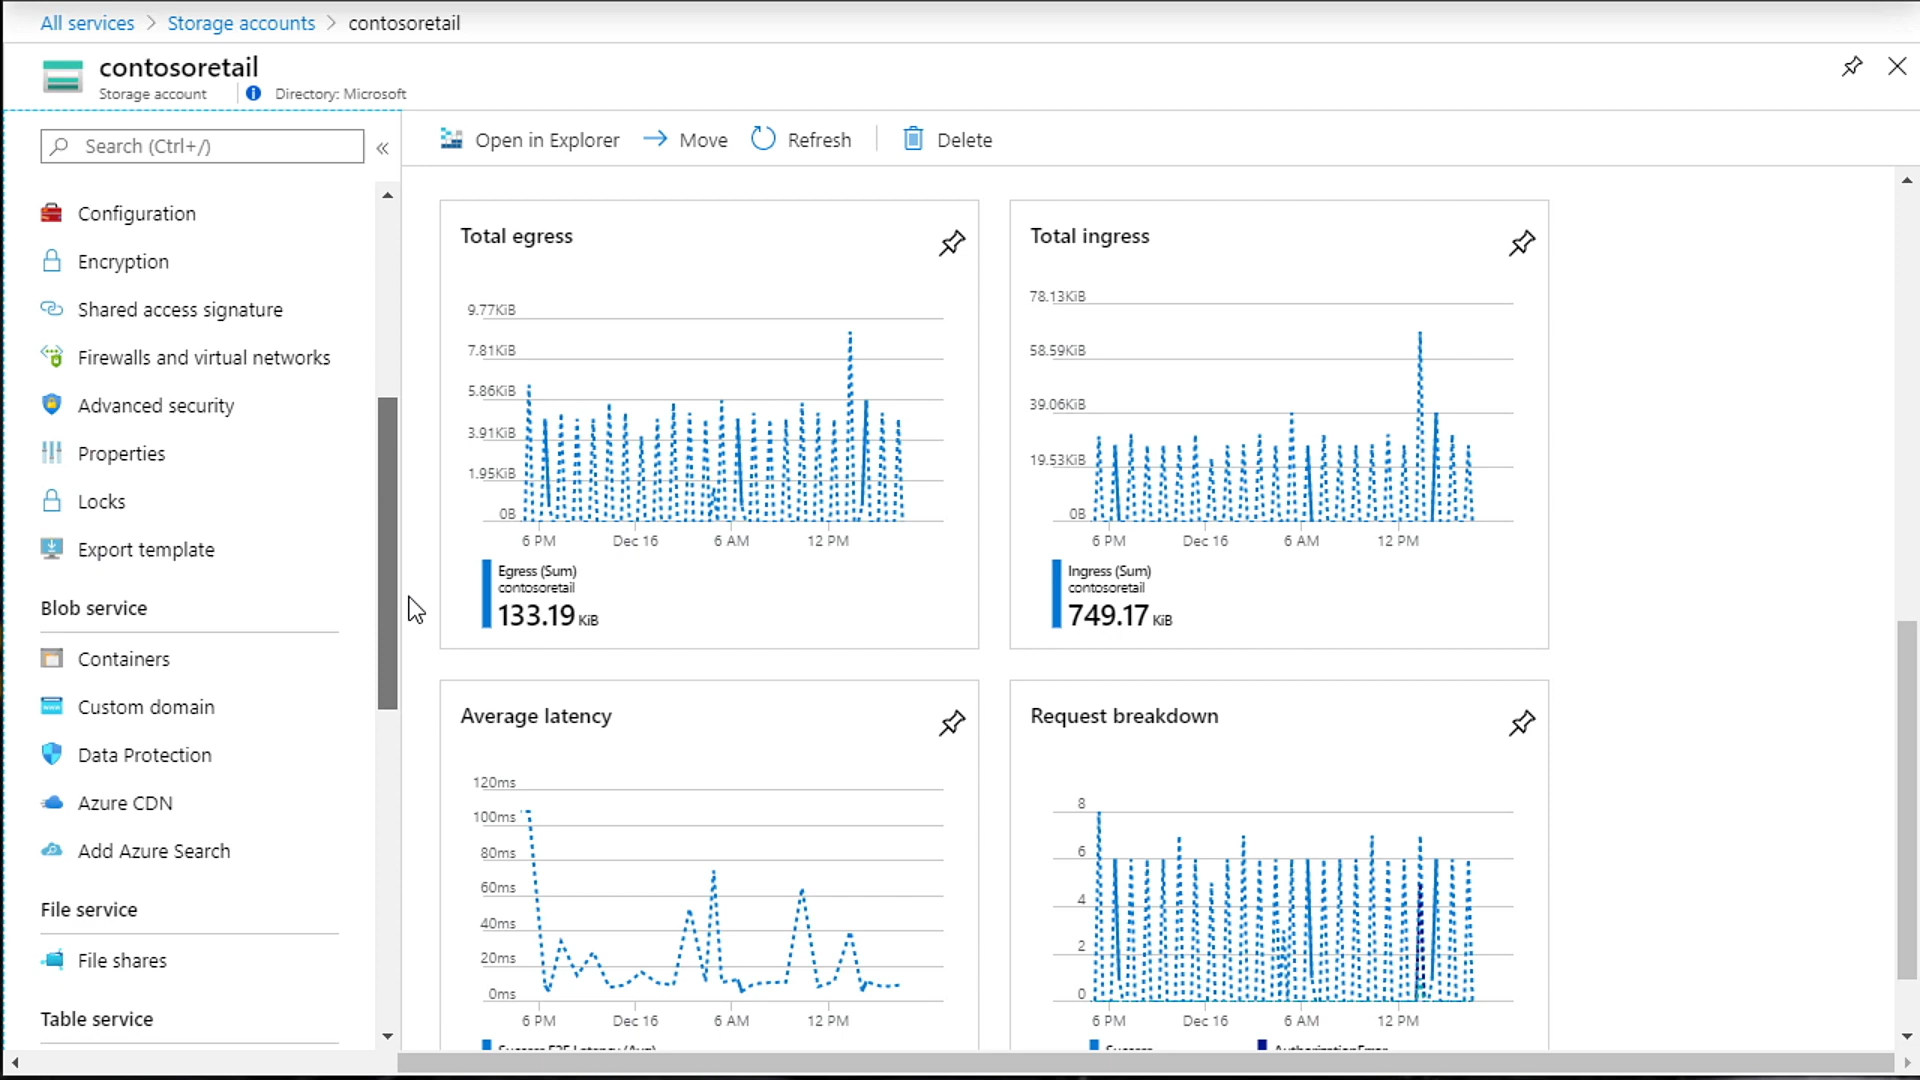 All services > Storage accounts > contosoretail
contosoretail
Storage account
Directory: Microsoft
Search (Ctrl+/)
«
Open in Explorer
Move
Refresh
Delete
Configuration
Encryption
Shared access signature
Firewalls and virtual networks
Advanced security
Properties
Locks
Export template
Blob service
Containers
Custom domain
Data Protection
Azure CDN
Add Azure Search
File service
File shares
Table service
Total egress
9.77KiB
7.81KiB
5.86KiB
3.91KiB
1.95KiB
0B
6 PM Dec 16 6 AM 12 PM
Egress (Sum)
contosoretail
133.19 KiB
Total ingress
78.13KiB
58.59KiB
39.06KiB
19.53KiB
0B
6 PM Dec 16 6 AM 12 PM
Ingress (Sum)
contosoretail
749.17 KiB
Average latency
120ms
100ms
80ms
60ms
40ms
20ms
0ms
6 PM Dec 16 6 AM 12 PM
Success E2E Latency (Avg)
Request breakdown
8
6
4
2
0
6 PM Dec 16 6 AM 12 PM
Success
AuthorizationError